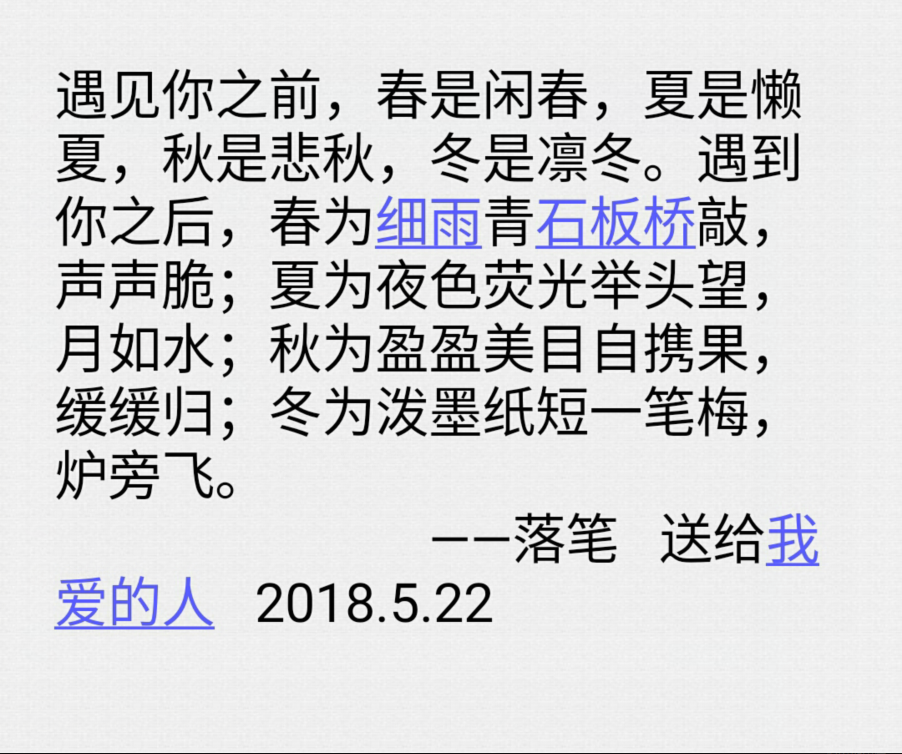 遇见你之前，春是闲春，夏是懒
夏，秋是悲秋，冬是凛冬。遇到
你之后，春为细雨青石板桥敲，
声声脆；夏为夜色荧光举头望，
月如水；秋为盈盈美目自携果，
缓缓归；冬为泼墨纸短一笔梅，
炉旁飞。
——落笔 送给我
爱的人 2018.5.22